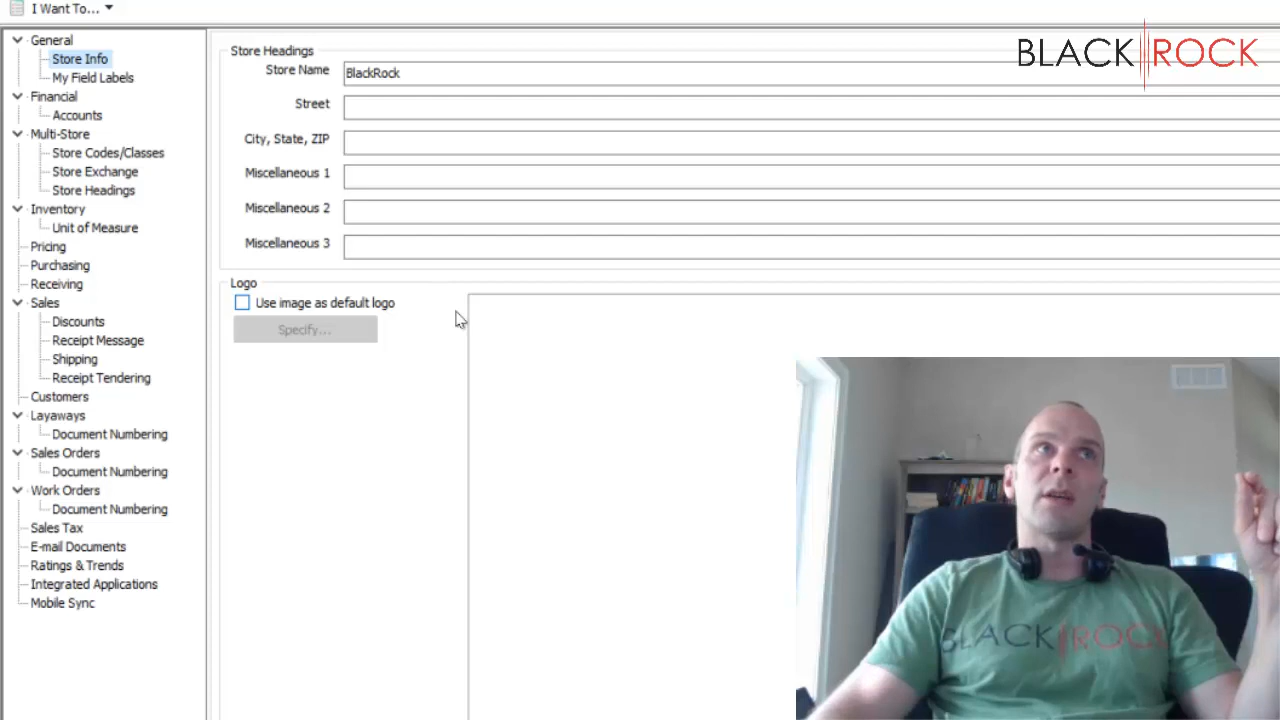 I Want To...
General
Store Info
My Field Labels
Financial
Accounts
Multi-Store
Store Codes/Classes
Store Exchange
Store Headings
Inventory
Unit of Measure
Pricing
Purchasing
Receiving
Sales
Discounts
Receipt Message
Shipping
Receipt Tendering
Customers
Layaways
Document Numbering
Sales Orders
Document Numbering
Work Orders
Document Numbering
Sales Tax
E-mail Documents
Ratings & Trends
Integrated Applications
Mobile Sync
Store Headings
Store Name BlackRock
Street
City, State, ZIP
Miscellaneous 1
Miscellaneous 2
Miscellaneous 3
Logo
Use image as default logo
Specify...
BLACK ROCK
BLACK ROCK